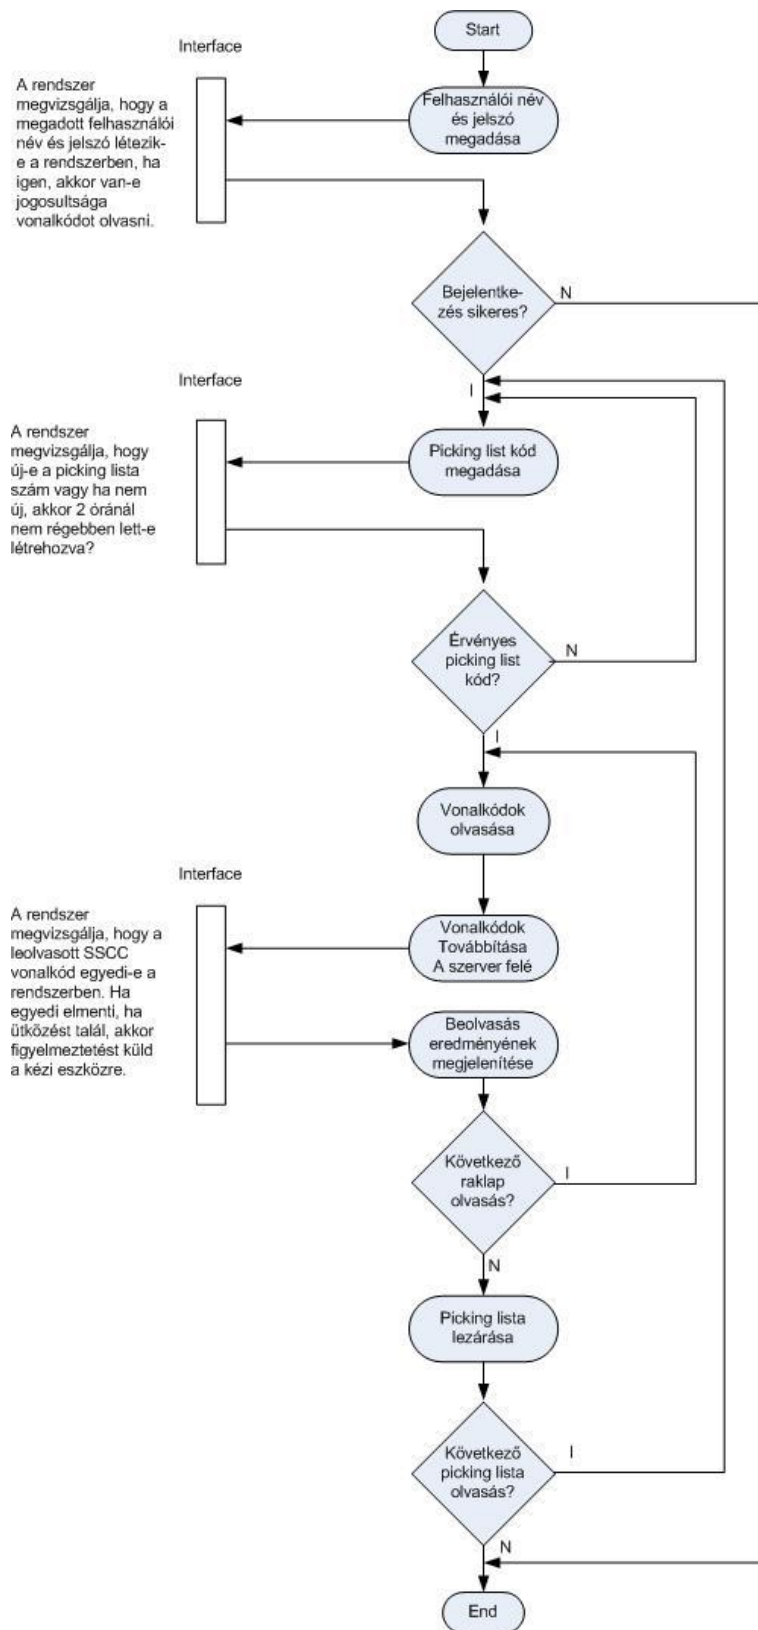 Start
Interface
A rendszer
megvizsgálja, hogy a
megadott felhasználói
név és jelszó létezik-
e a rendszerben, ha
igen, akkor van-e
jogosultsága
vonalkódot olvasni.
Felhasználói név
és jelszó
megadása
Bejelentke-
zés sikeres?
N
I
Interface
A rendszer
megvizsgálja, hogy
új-e a picking lista
szám vagy ha nem
új, akkor 2 óránál
nem régebben lett-e
létrehozva?
Picking list kód
megadása
Érvényes
picking list
kód?
N
I
Vonalkódok
olvasása
Interface
A rendszer
megvizsgálja, hogy a
leolvasott SSCC
vonalkód egyedi-e a
rendszerben. Ha
egyedi elmenti, ha
ütközést talál, akkor
figyelmeztetést küld
a kézi eszközre.
Vonalkódok
Továbbítása
A szerver felé
Beolvasás
eredményének
megjelenítése
Következő
raklap
olvasás?
I
N
Picking lista
lezárása
Következő
picking lista
olvasás?
I
N
End